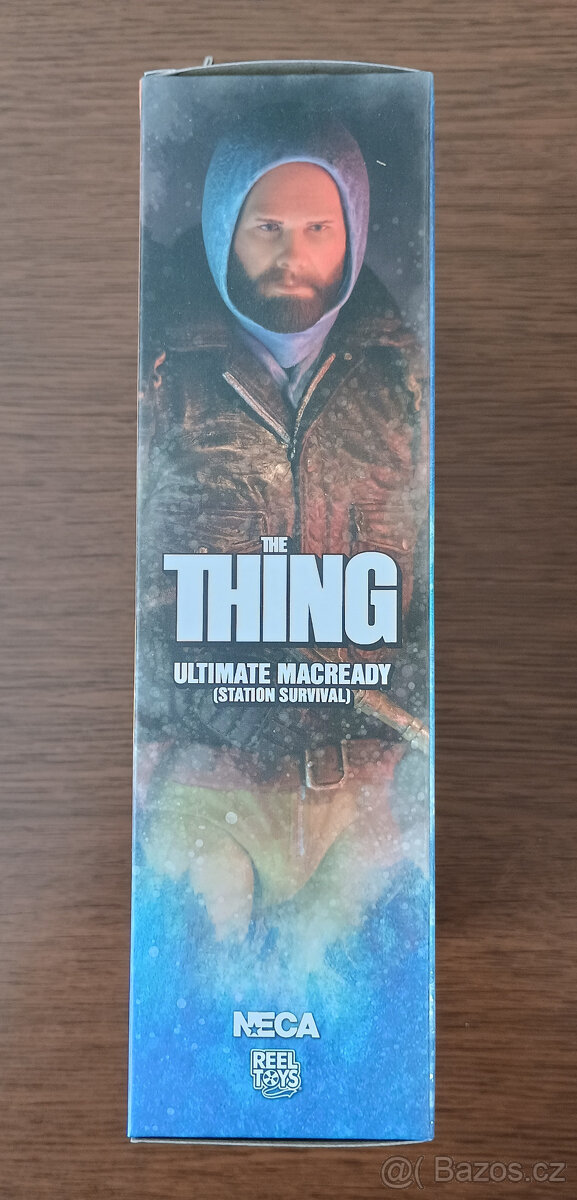 THE
THING
ULTIMATE MACREADY
(STATION SURVIVAL)
NECA
REEL
TOYS
@( Bazos.cz